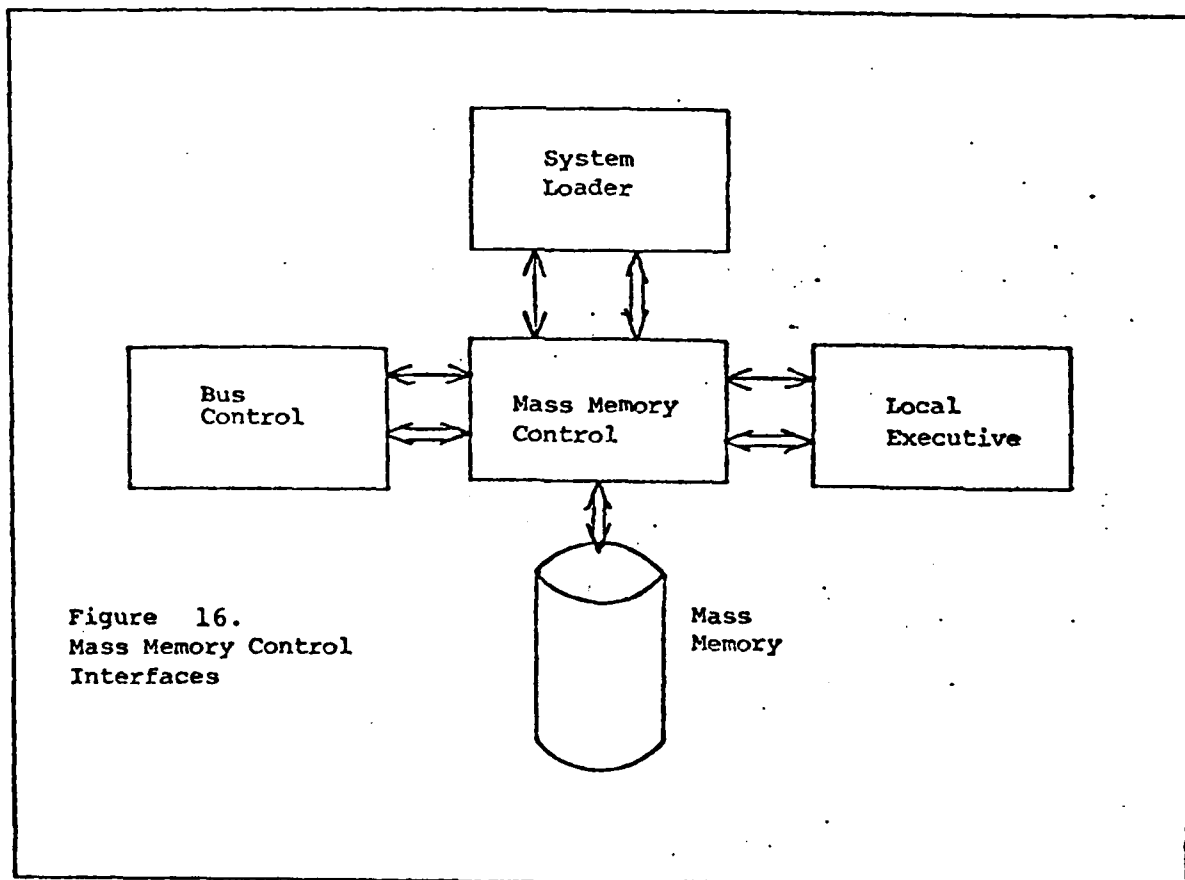 System
Loader
Bus
Control
Mass Memory
Control
Local
Executive
Mass
Memory
Figure 16.
Mass Memory Control
Interfaces